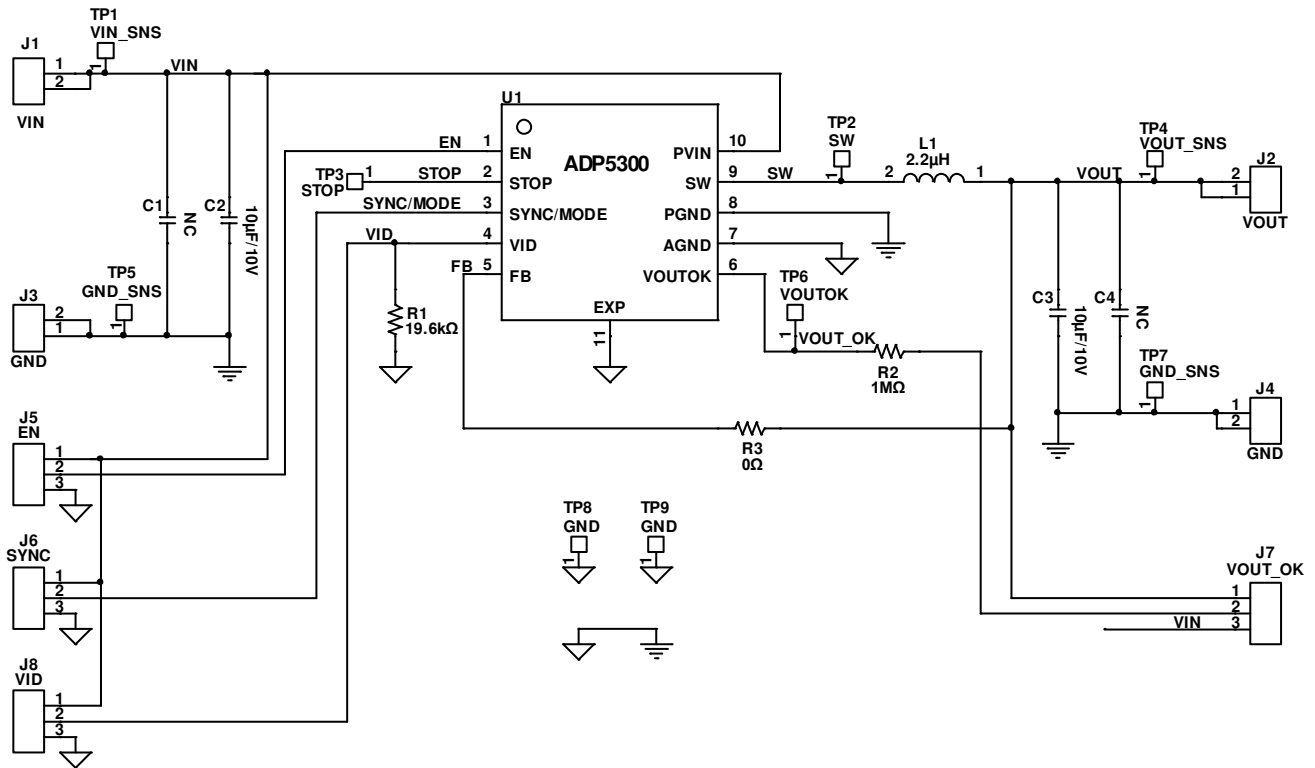 TP1
VIN_SNS
1
J1
1
2
VIN
VIN
C1
NC
C2
10µF/10V
TP5
GND_SNS
1
J3
2
1
GND
U1
ADP5300
EN 1 EN
TP3
STOP
1
STOP 2 STOP
SYNC/MODE 3 SYNC/MODE
VID 4 VID
FB 5 FB
PVIN 10
SW 9 SW
PGND 8
AGND 7
VOUTOK 6
EXP
11
R1
19.6kΩ
TP2
SW
1
L1
2.2µH
2
1
TP4
VOUT_SNS
1
VOUT
J2
2
1
VOUT
TP6
VOUTOK
1
VOUT_OK
R2
1MΩ
C3
10µF/10V
C4
NC
TP7
GND_SNS
1
J4
1
2
GND
R3
0Ω
J5
EN
1
2
3
J6
SYNC
1
2
3
J8
VID
1
2
3
TP8
GND
1
TP9
GND
1
J7
VOUT_OK
1
2
VIN 3